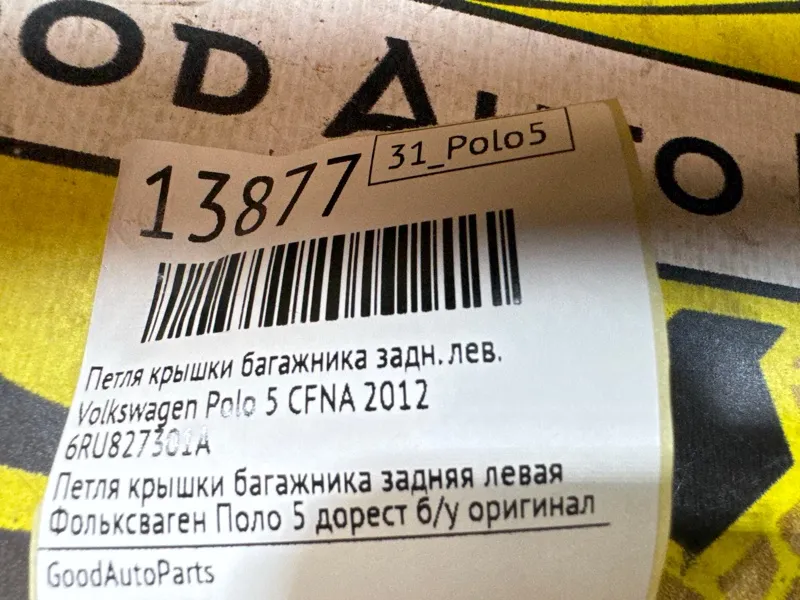 OD AUTO
13877
31_Polo5
Петля крышки багажника задн. лев.
Volkswagen Polo 5 CFNA 2012
6RU827301A
Петля крышки багажника задняя левая
Фольксваген Поло 5 дорест б/у оригинал
GoodAutoParts